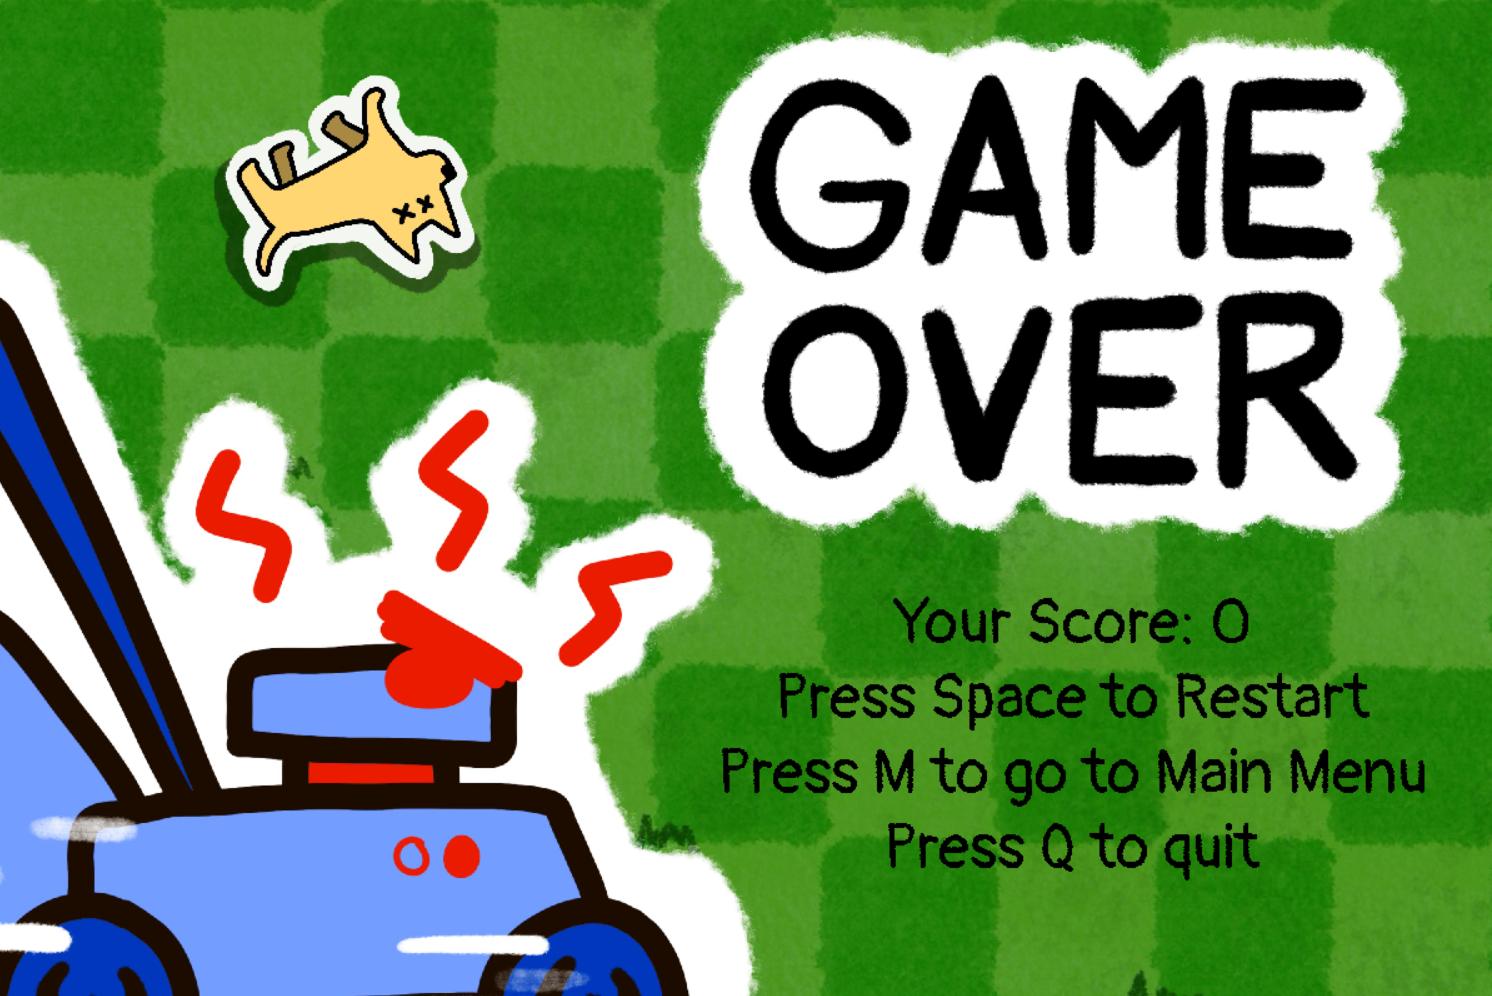 GAME
OVER
Your Score: 0
Press Space to Restart
Press M to go to Main Menu
Press Q to quit